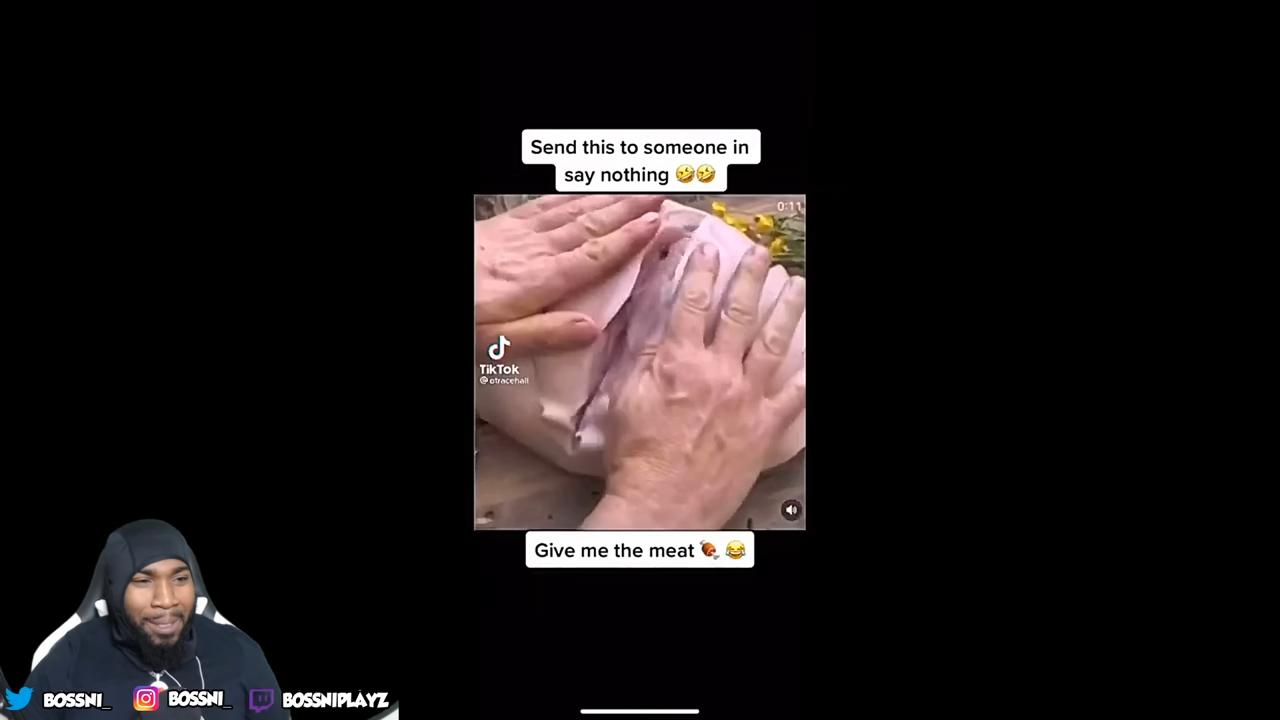 Send this to someone in
say nothing 🤣🤣
0:11
TikTok
@otracehall
Give me the meat 🍖 😂
BOSSNI_
BOSSNI_
BOSSNIPLAYZ